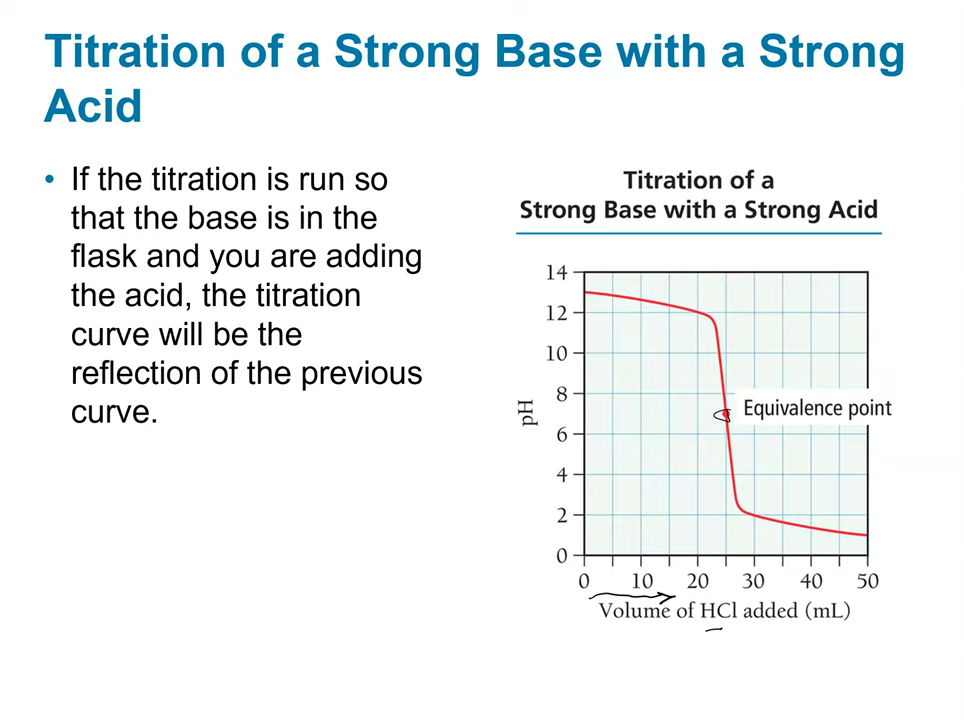 Titration of a Strong Base with a Strong
Acid
• If the titration is run so
that the base is in the
flask and you are adding
the acid, the titration
curve will be the
reflection of the previous
curve.
Titration of a
Strong Base with a Strong Acid
14
12
10
8
6
4
2
0
pH
Equivalence point
0 10 20 30 40 50
Volume of HCl added (mL)